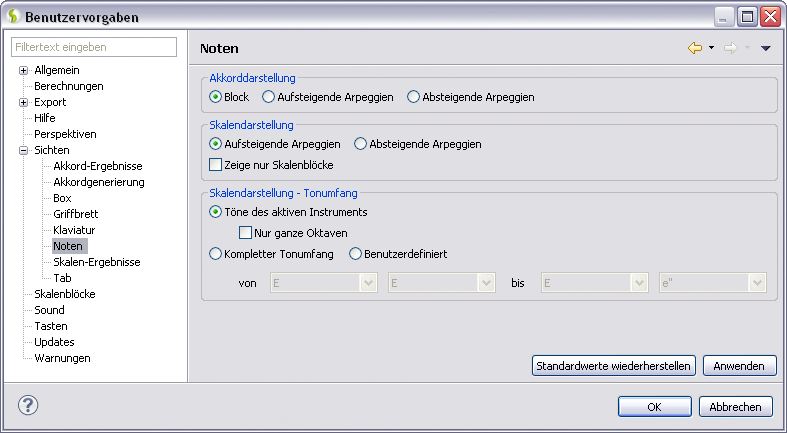 Benutzervorgaben
Filtertext eingeben
Allgemein
Berechnungen
Export
Hilfe
Perspektiven
Sichten
Akkord-Ergebnisse
Akkordgenerierung
Box
Griffbrett
Klaviatur
Noten
Skalen-Ergebnisse
Tab
Skalenblöcke
Sound
Tasten
Updates
Warnungen
Noten
Akkorddarstellung
Block Aufsteigende Arpeggien Absteigende Arpeggien
Skalendarstellung
Aufsteigende Arpeggien Absteigende Arpeggien
Zeige nur Skalenblöcke
Skalendarstellung - Tonumfang
Töne des aktiven Instruments
Nur ganze Oktaven
Kompletter Tonumfang Benutzerdefiniert
von E E bis E e"
Standardwerte wiederherstellen Anwenden
? OK Abbrechen